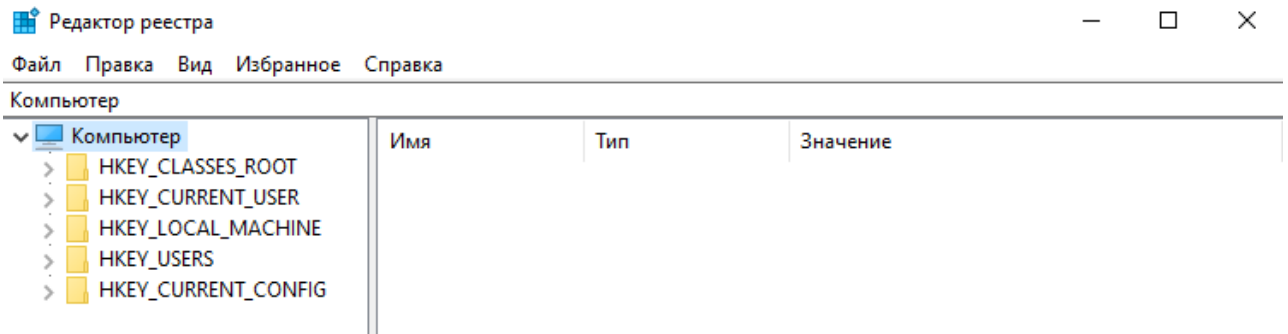 Редактор реестра
Файл Правка Вид Избранное Справка
Компьютер
Компьютер
HKEY_CLASSES_ROOT
HKEY_CURRENT_USER
HKEY_LOCAL_MACHINE
HKEY_USERS
HKEY_CURRENT_CONFIG
Имя Тип Значение